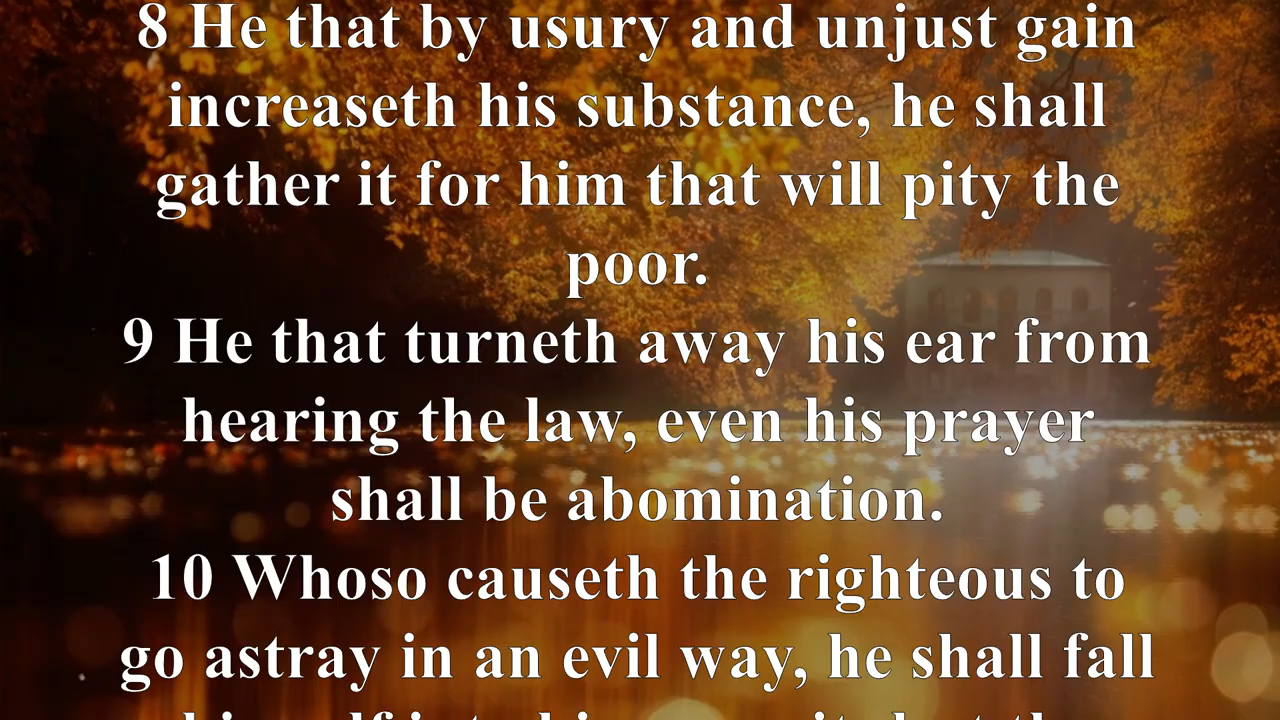 8 He that by usury and unjust gain
increaseth his substance, he shall
gather it for him that will pity the
poor.
9 He that turneth away his ear from
hearing the law, even his prayer
shall be abomination.
10 Whoso causeth the righteous to
go astray in an evil way, he shall fall